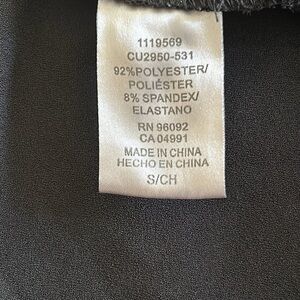 1119569
CU2950-531
92%POLYESTER/
POLIÉSTER
8% SPANDEX/
ELASTANO
RN 96092
CA 04991
MADE IN CHINA
HECHO EN CHINA
S/CH